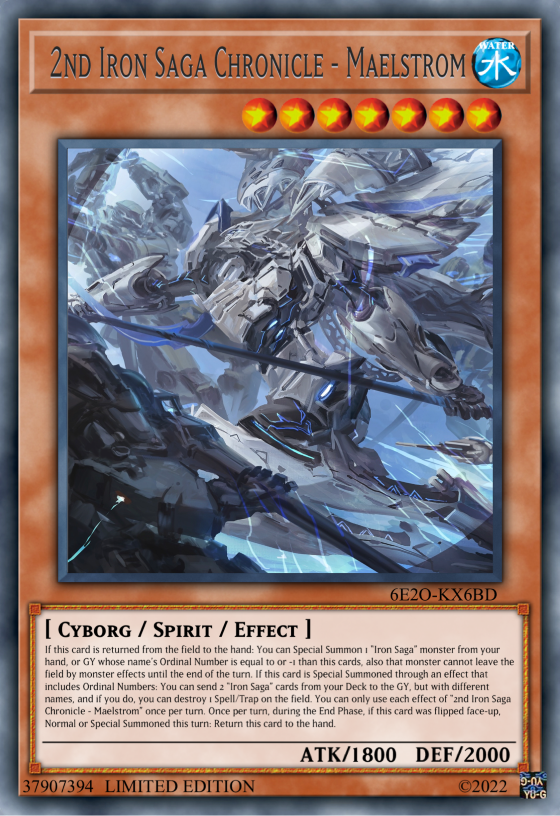 2nd Iron Saga Chronicle - Maelstrom
WATER
水
6E2O-KX6BD
[ Cyborg / Spirit / Effect ]
If this card is returned from the field to the hand: You can Special Summon 1 "Iron Saga" monster from your
hand, or GY whose name's Ordinal Number is equal to or -1 than this cards, also that monster cannot leave the
field by monster effects until the end of the turn. If this card is Special Summoned through an effect that
includes Ordinal Numbers: You can send 2 "Iron Saga" cards from your Deck to the GY, but with different
names, and if you do, you can destroy 1 Spell/Trap on the field. You can only use each effect of "2nd Iron Saga
Chronicle - Maelstrom" once per turn. Once per turn, during the End Phase, if this card was flipped face-up,
Normal or Special Summoned this turn: Return this card to the hand.
ATK/1800 DEF/2000
37907394 LIMITED EDITION ©2022
YU-G
YU-G